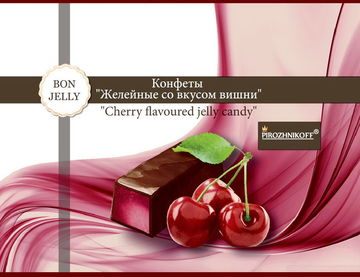 BON
JELLY
Конфеты
"Желейные со вкусом вишни"
"Cherry flavoured jelly candy"
PIROZHNIKOFF®